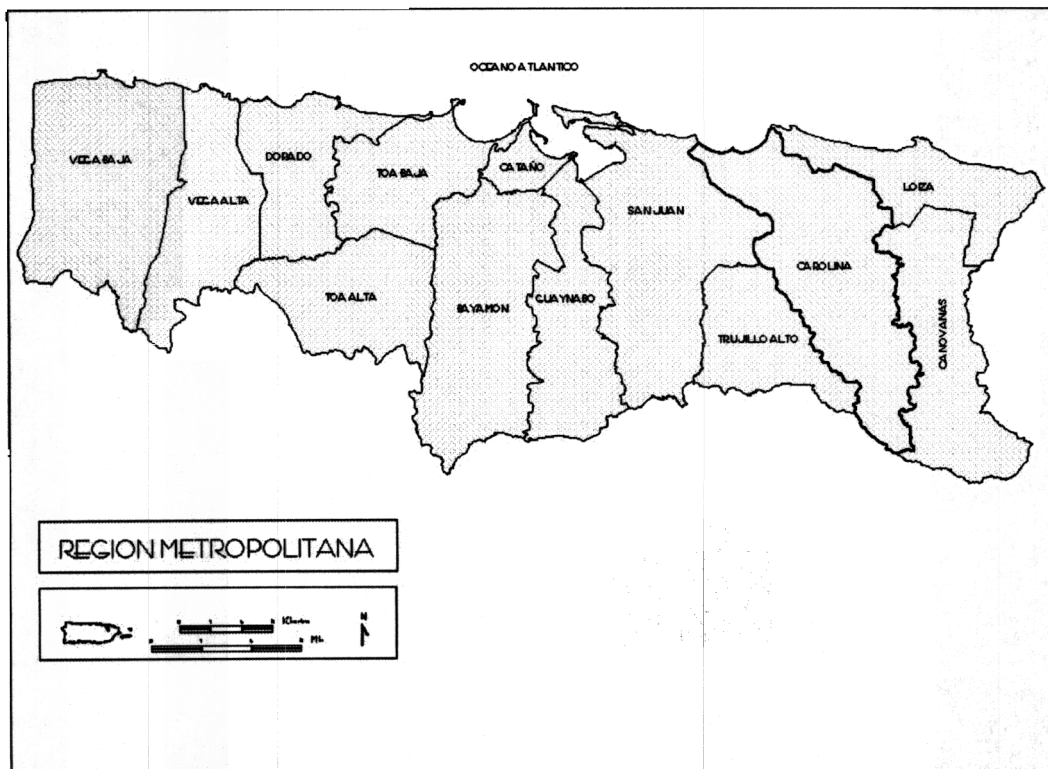 OCEANO ATLANTICO
VEGA BAJA
VEGA ALTA
DORADO
TOA BAJA
CATAÑO
SAN JUAN
LOIZA
TOA ALTA
BAYAMON
GUAYNABO
CAROLINA
TRUJILLO ALTO
CANOVANAS
REGION METROPOLITANA
N